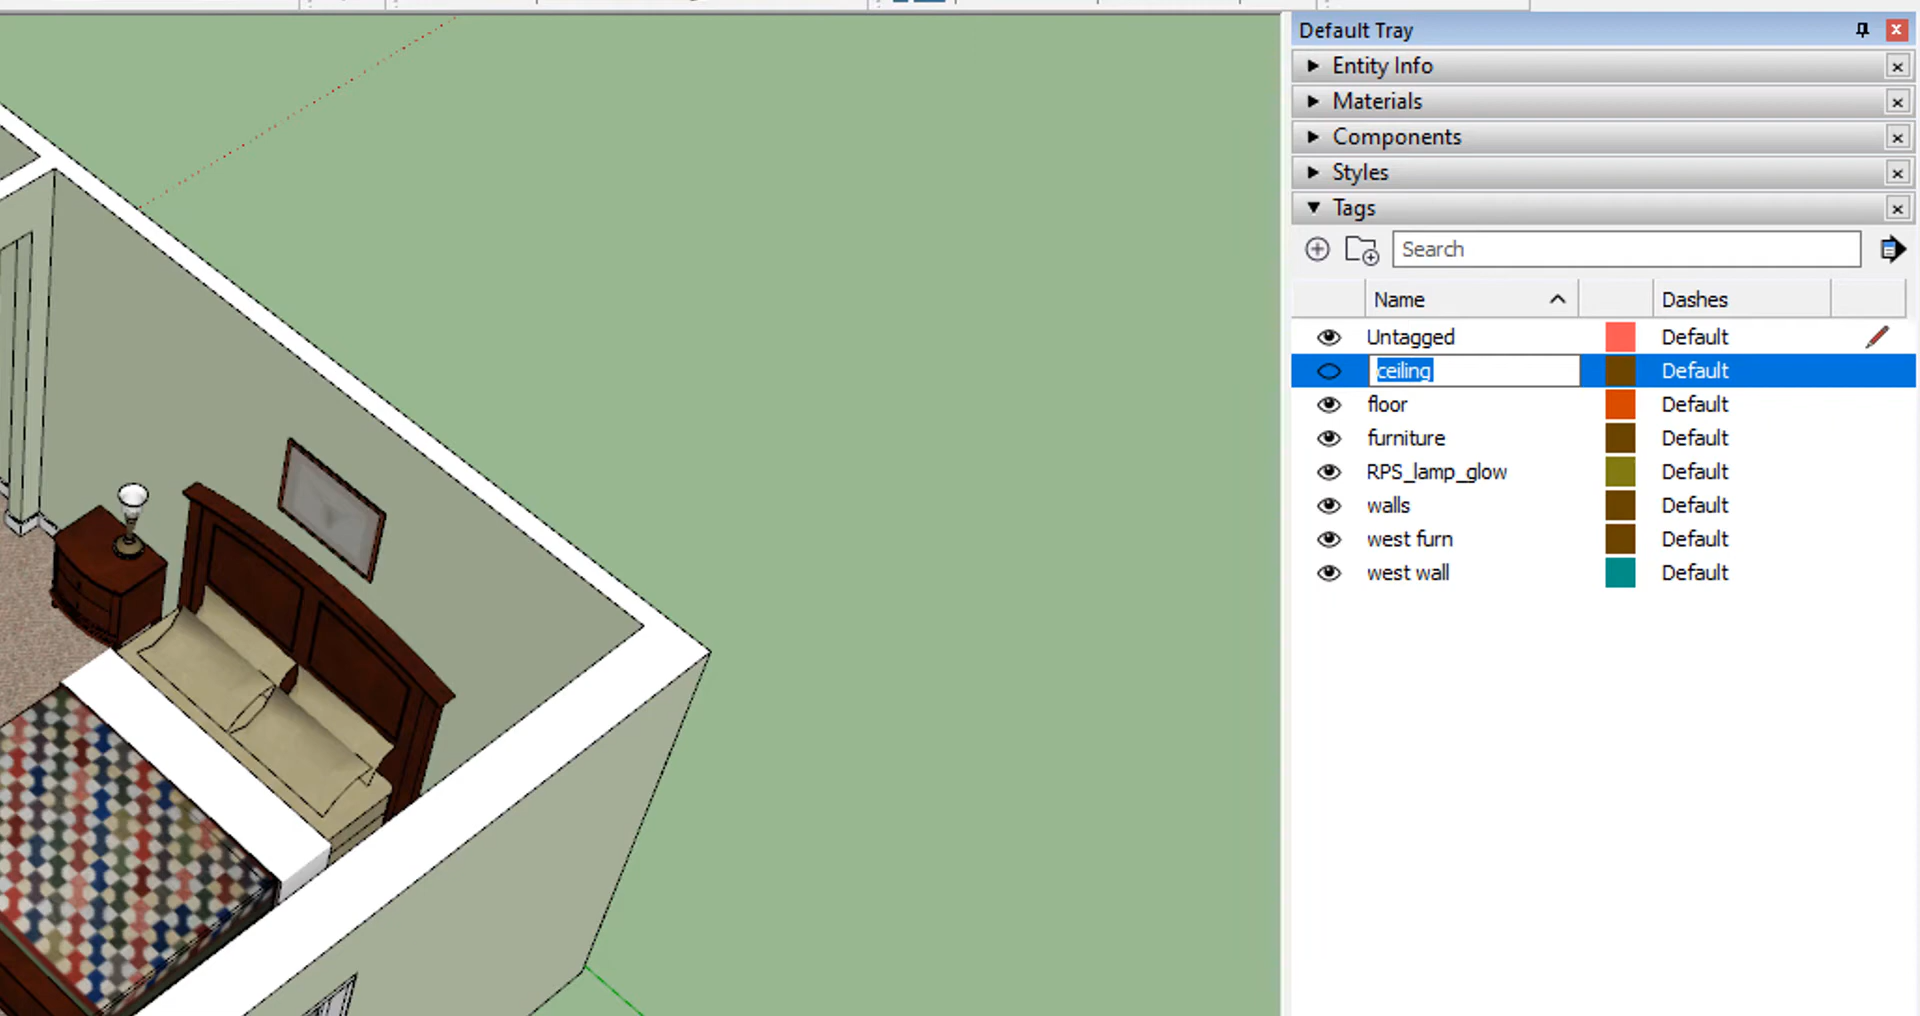 Default Tray
Entity Info
Materials
Components
Styles
Tags
Search
Name Dashes
Untagged Default
ceiling Default
floor Default
furniture Default
RPS_lamp_glow Default
walls Default
west furn Default
west wall Default